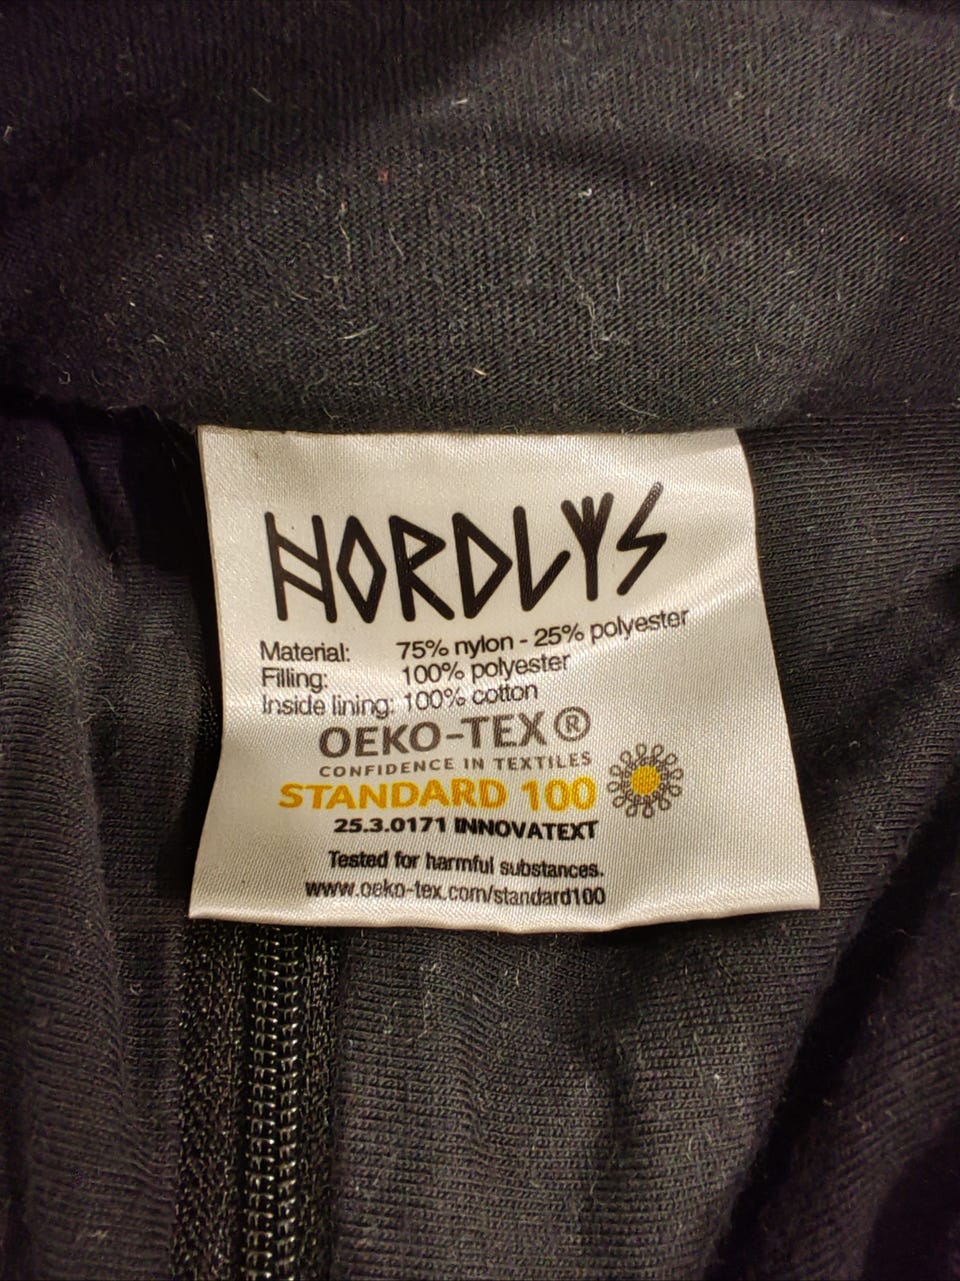 NORDLYS
Material: 75% nylon - 25% polyester
Filling: 100% polyester
Inside lining: 100% cotton
OEKO-TEX®
CONFIDENCE IN TEXTILES
STANDARD 100
25.3.0171 INNOVATEXT
Tested for harmful substances.
www.oeko-tex.com/standard100